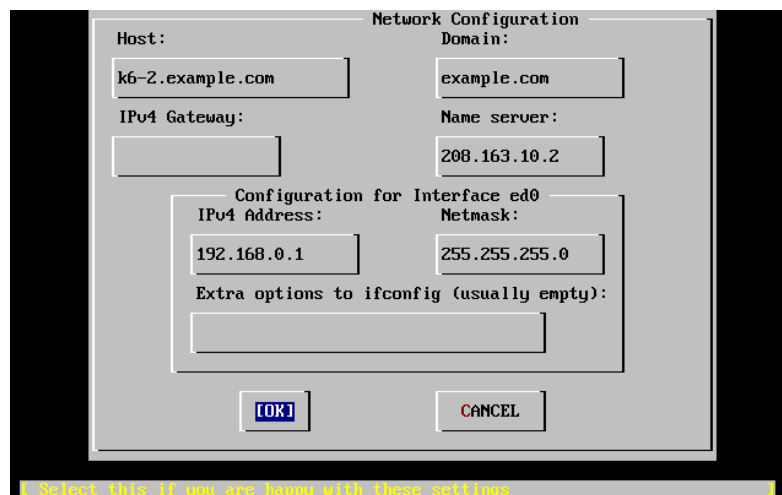 Network Configuration
Host: Domain:
k6-2.example.com example.com
IPv4 Gateway: Name server:
208.163.10.2
Configuration for Interface ed0
IPv4 Address: Netmask:
192.168.0.1 255.255.255.0
Extra options to ifconfig (usually empty):
[OK] CANCEL
[ Select this if you are happy with these settings ]